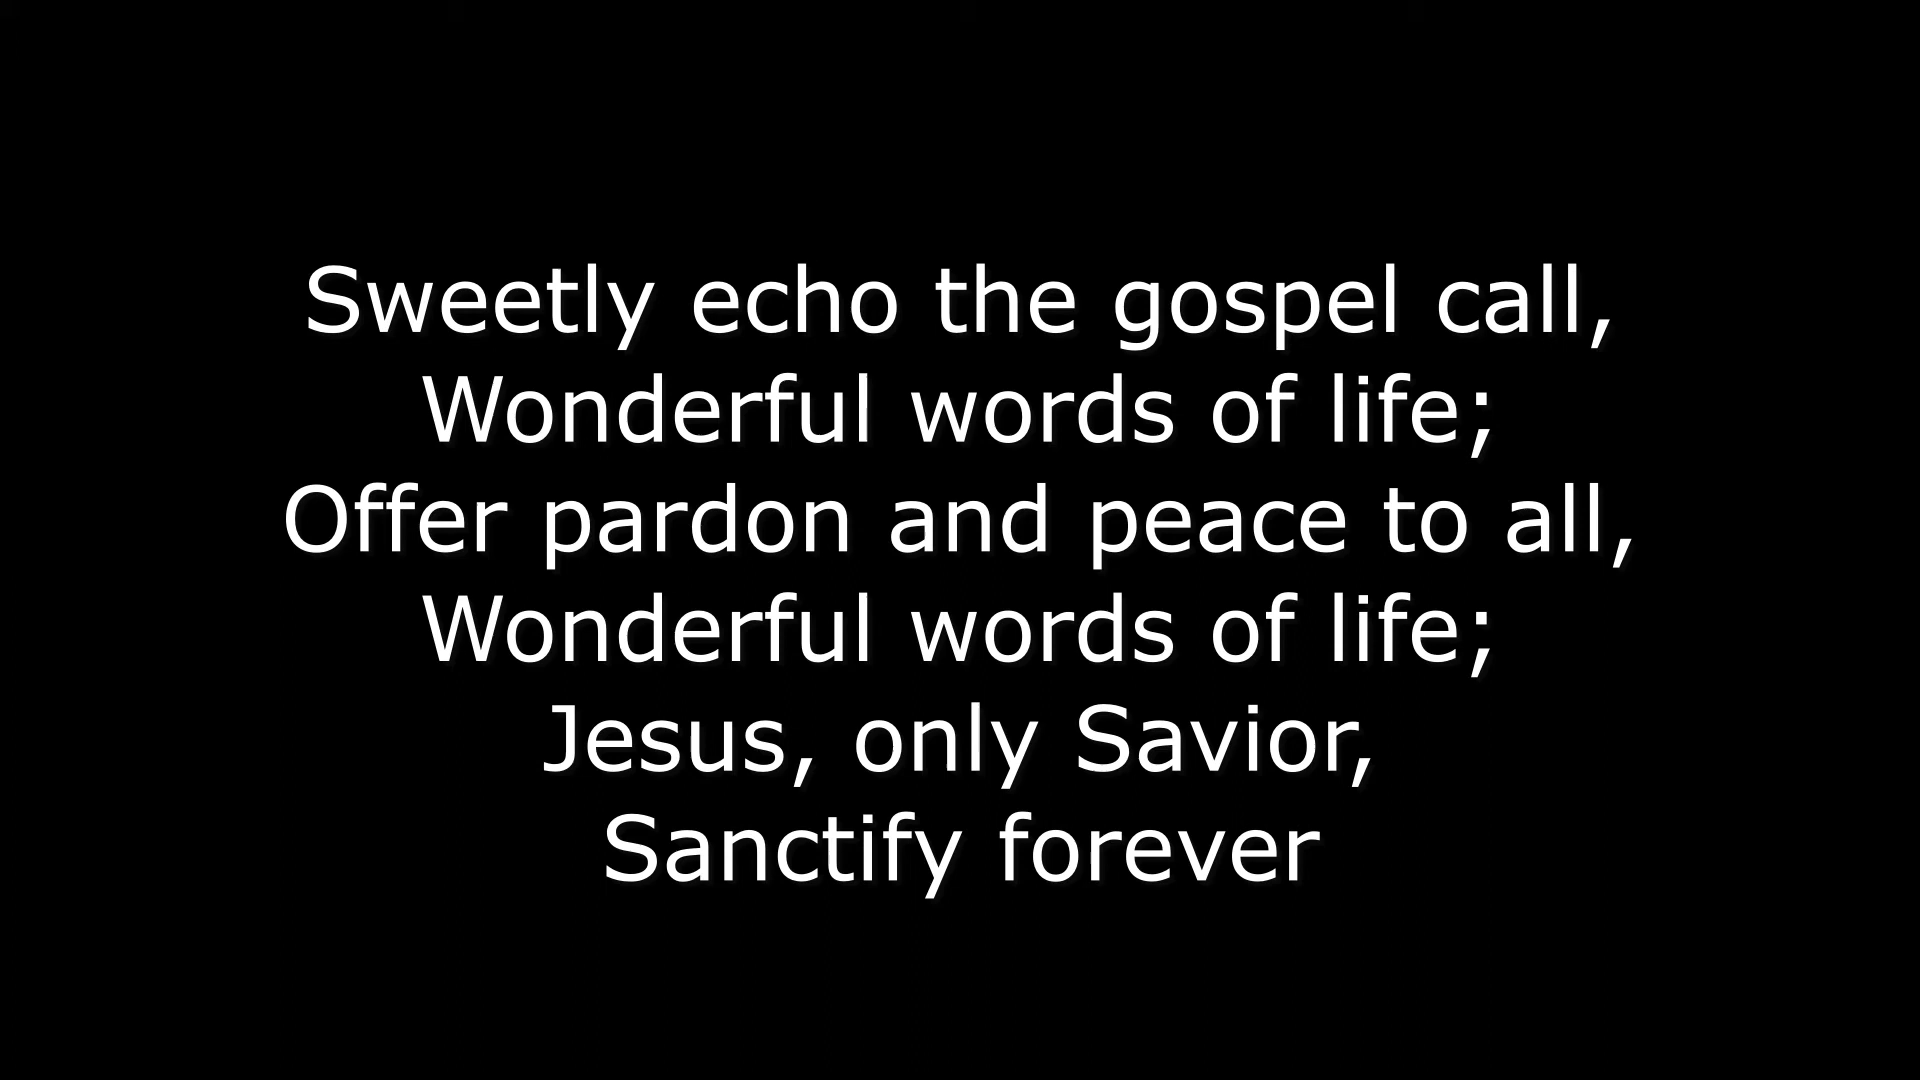 Sweetly echo the gospel call,
Wonderful words of life;
Offer pardon and peace to all,
Wonderful words of life;
Jesus, only Savior,
Sanctify forever